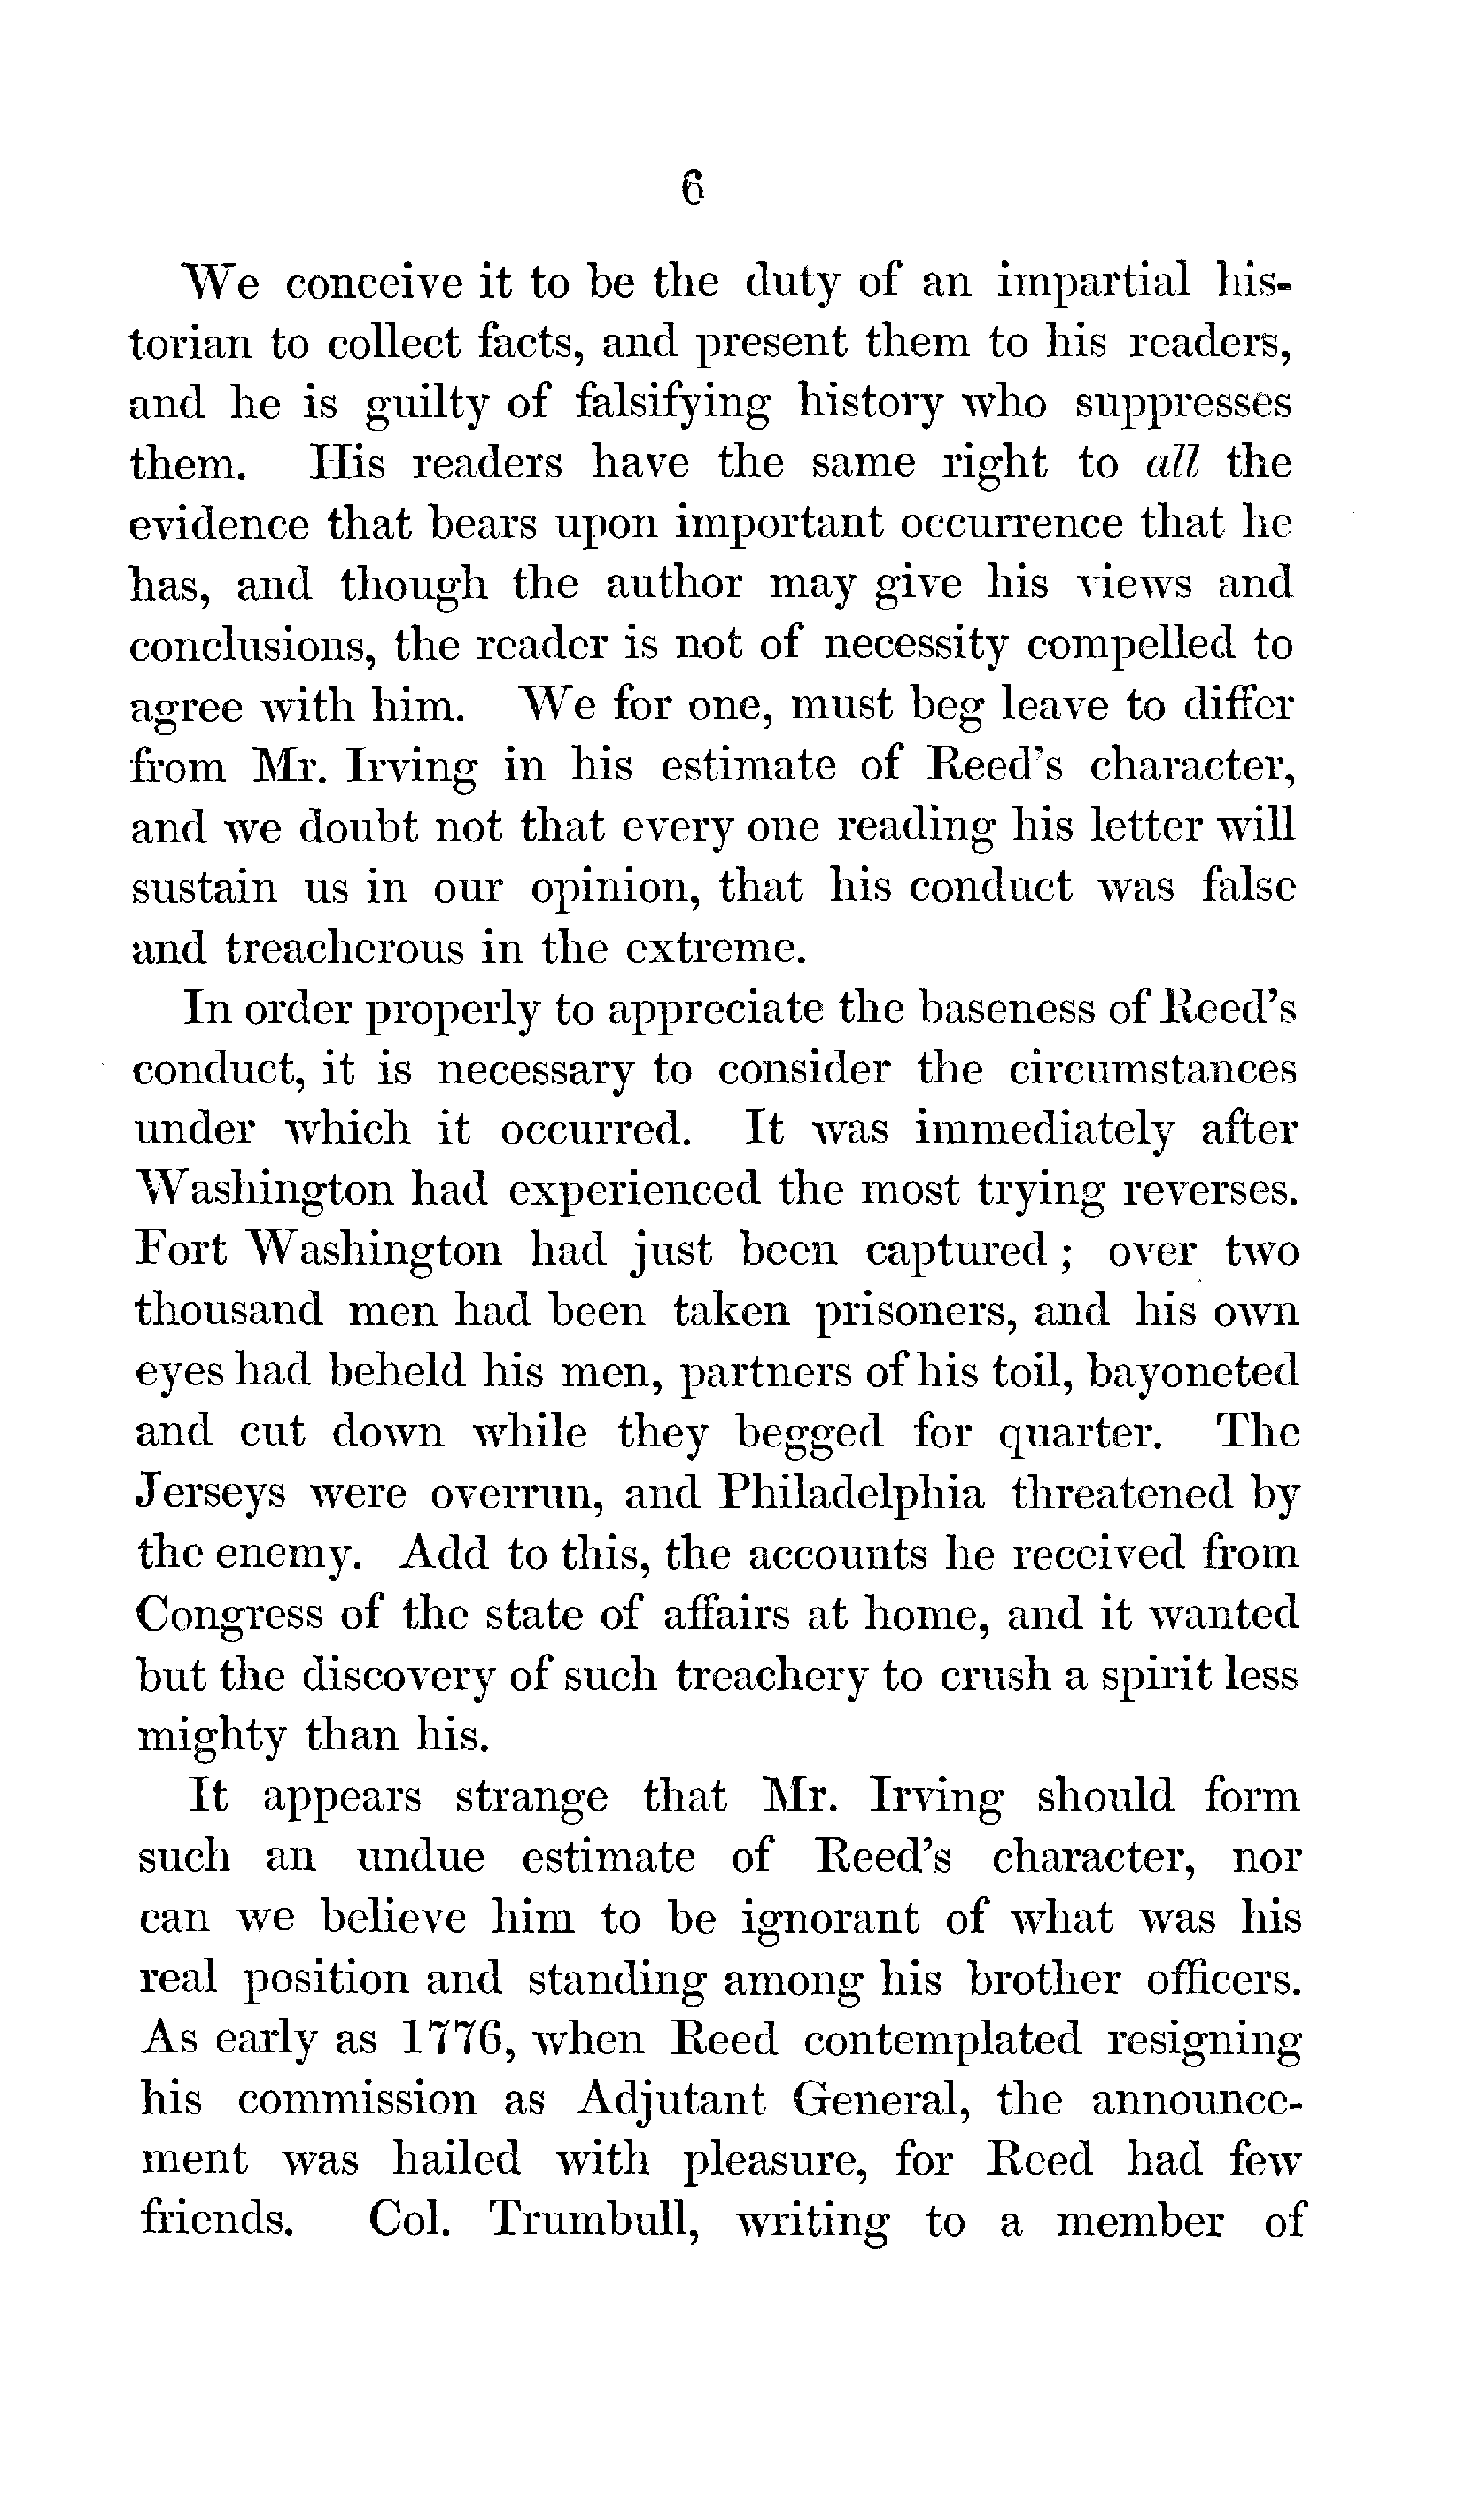 6
We conceive it to be the duty of an impartial his-
torian to collect facts, and present them to his readers,
and he is guilty of falsifying history who suppresses
them. His readers have the same right to all the
evidence that bears upon important occurrence that he
has, and though the author may give his views and
conclusions, the reader is not of necessity compelled to
agree with him. We for one, must beg leave to differ
from Mr. Irving in his estimate of Reed's character,
and we doubt not that every one reading his letter will
sustain us in our opinion, that his conduct was false
and treacherous in the extreme.
In order properly to appreciate the baseness of Reed's
conduct, it is necessary to consider the circumstances
under which it occurred. It was immediately after
Washington had experienced the most trying reverses.
Fort Washington had just been captured ; over two
thousand men had been taken prisoners, and his own
eyes had beheld his men, partners of his toil, bayoneted
and cut down while they begged for quarter. The
Jerseys were overrun, and Philadelphia threatened by
the enemy. Add to this, the accounts he received from
Congress of the state of affairs at home, and it wanted
but the discovery of such treachery to crush a spirit less
mighty than his.
It appears strange that Mr. Irving should form
such an undue estimate of Reed's character, nor
can we believe him to be ignorant of what was his
real position and standing among his brother officers.
As early as 1776, when Reed contemplated resigning
his commission as Adjutant General, the announce-
ment was hailed with pleasure, for Reed had few
friends. Col. Trumbull, writing to a member of